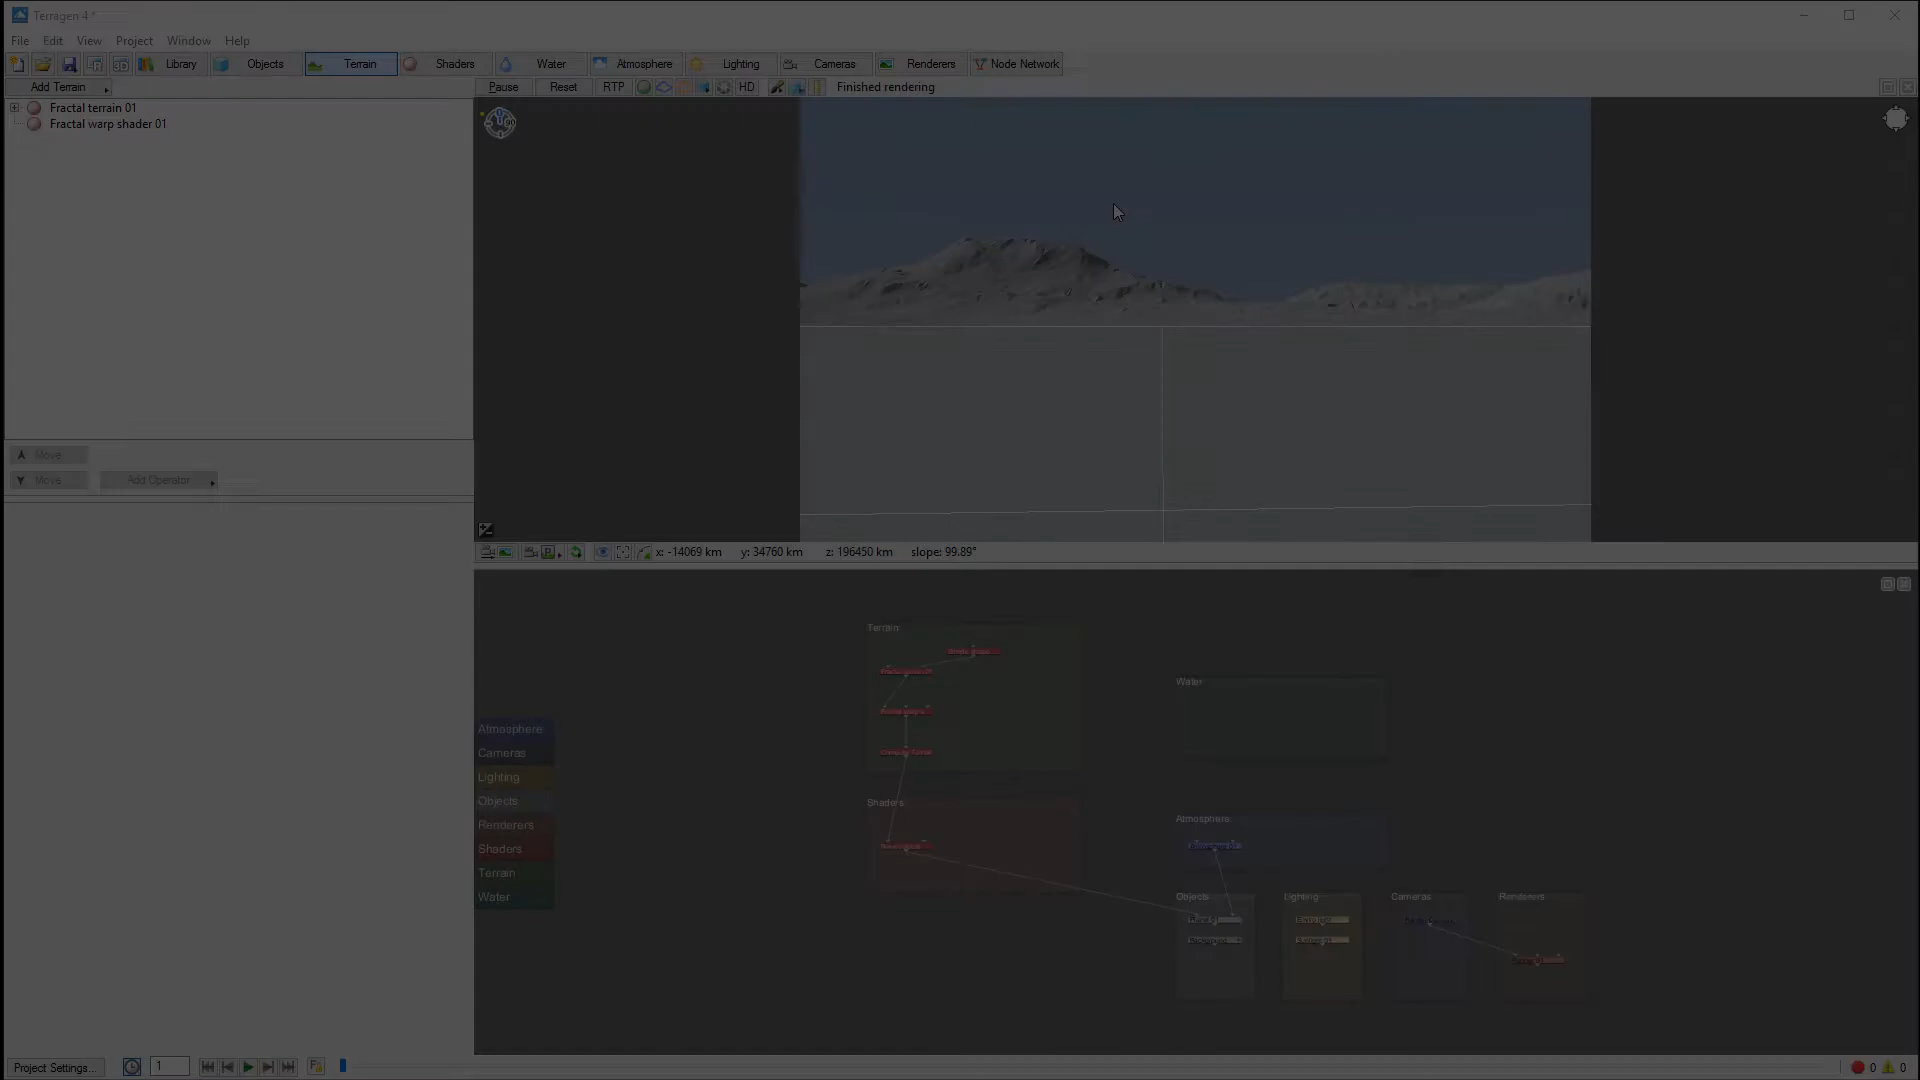 Terragen 4 *
File Edit View Project Window Help
Library Objects Terrain Shaders Water Atmosphere Lighting Cameras Renderers Node Network
Add Terrain
Pause Reset RTP HD Finished rendering
Fractal terrain 01
Fractal warp shader 01
90
Move
Move Add Operator
x: -14069 km y: 34760 km z: 196450 km slope: 99.89°
Terrain
Water
Atmosphere
Cameras
Lighting
Objects
Renderers
Shaders
Terrain
Water
Shaders
Atmosphere
Objects Lighting Cameras Renderers
Project Settings... 1 0 0